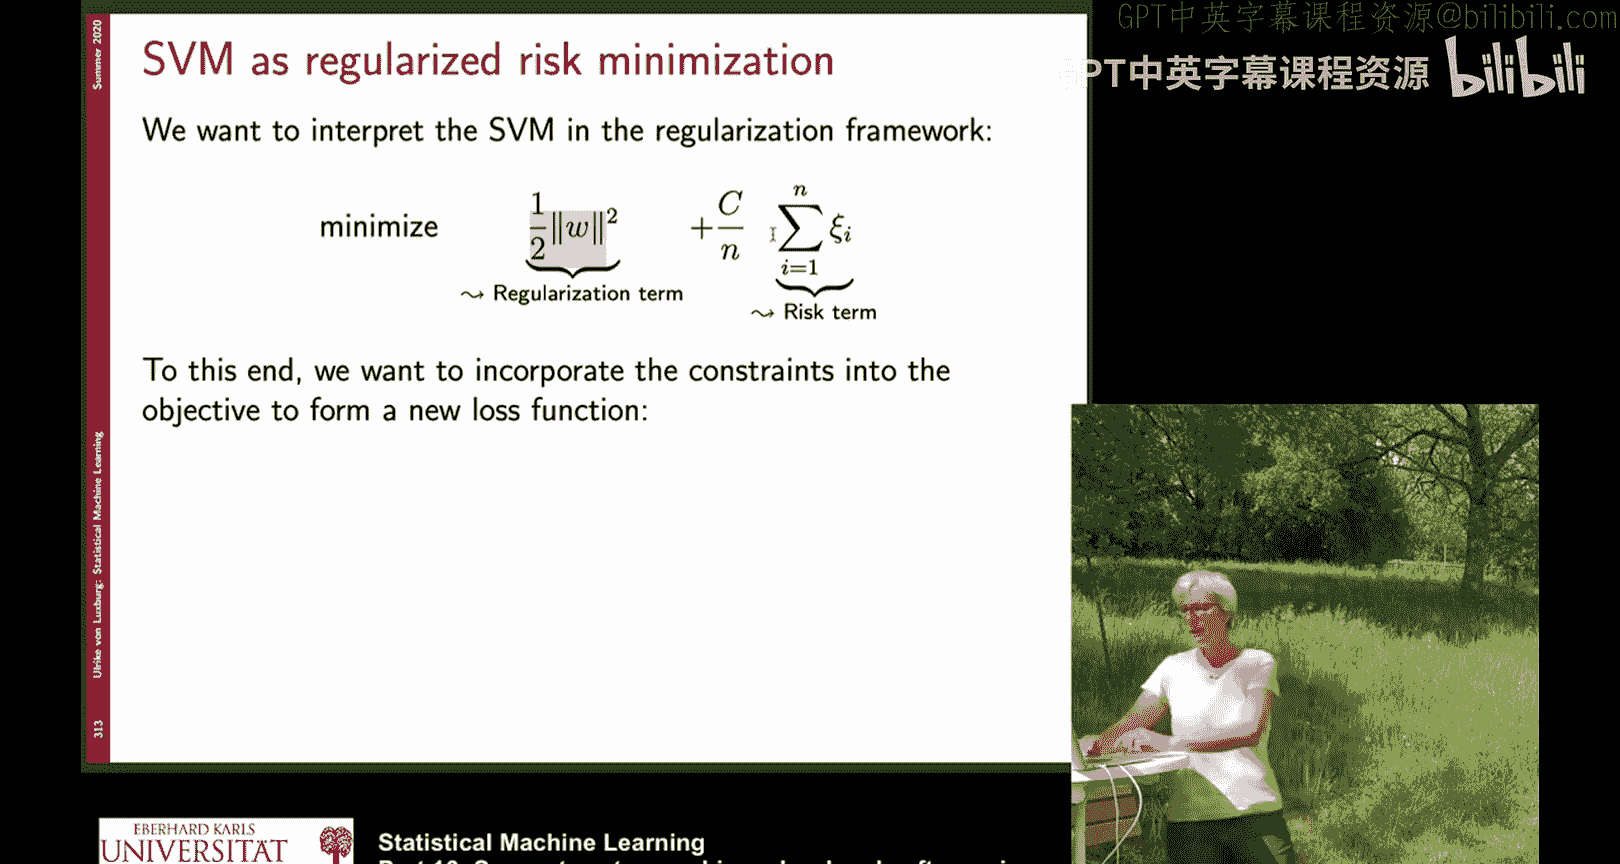 GPT中英字幕课程资源@bilibili.com
PT中英字幕课程资源 bilibili
Summer 2020
SVM as regularized risk minimization
We want to interpret the SVM in the regularization framework:
minimize 1/2 ||w||² + C/n ∑ᵢ₌₁ⁿ ξᵢ
⤳ Regularization term
⤳ Risk term
To this end, we want to incorporate the constraints into the
objective to form a new loss function:
Ulrike von Luxburg: Statistical Machine Learning
313
EBERHARD KARLS
UNIVERSITÄT
Statistical Machine Learning